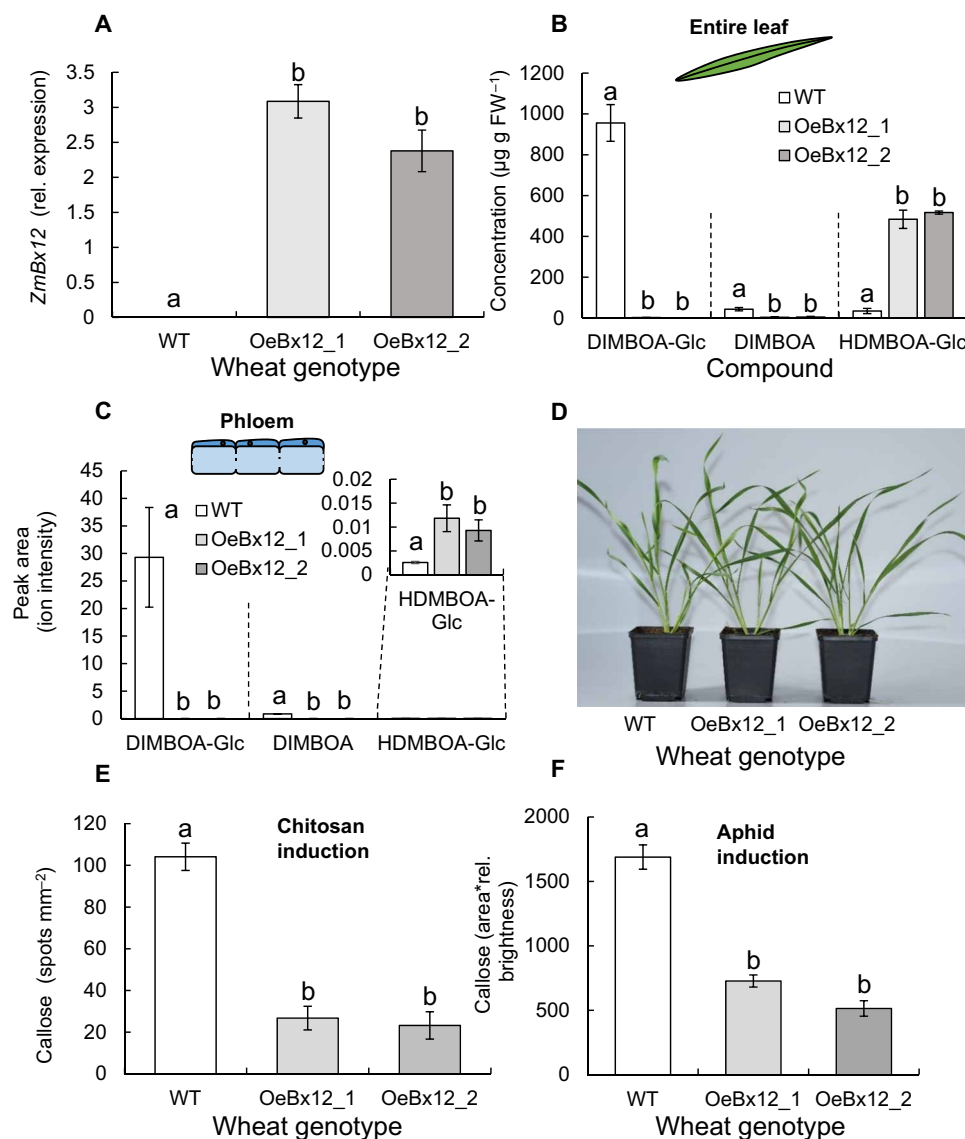 A
ZmBx12 (rel. expression)
3.5
3
2.5
2
1.5
1
0.5
0
a
b
b
WT
OeBx12_1
OeBx12_2
Wheat genotype
B
Entire leaf
Concentration (µg g FW⁻¹)
1200
1000
800
600
400
200
0
WT
OeBx12_1
OeBx12_2
a
b b
a
b b
a
b b
DIMBOA-Glc
DIMBOA
HDMBOA-Glc
Compound
C
Phloem
Peak area
(ion intensity)
45
40
35
30
25
20
15
10
5
0
WT
OeBx12_1
OeBx12_2
a
b b
a
b b
0.02
0.015
0.01
0.005
0
a
b
b
HDMBOA-
Glc
DIMBOA-Glc
DIMBOA
HDMBOA-Glc
D
WT
OeBx12_1
OeBx12_2
Wheat genotype
E
Chitosan
induction
Callose (spots mm⁻²)
120
100
80
60
40
20
0
a
b
b
WT
OeBx12_1
OeBx12_2
Wheat genotype
F
Aphid
induction
Callose (area*rel.
brightness)
2000
1500
1000
500
0
a
b
b
WT
OeBx12_1
OeBx12_2
Wheat genotype